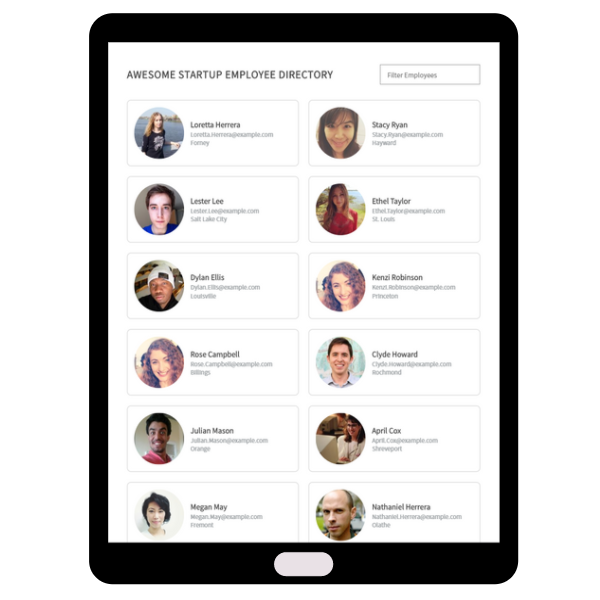 AWESOME STARTUP EMPLOYEE DIRECTORY
Filter Employees
Loretta Herrera
Loretta.Herrera@example.com
Forney
Stacy Ryan
Stacy.Ryan@example.com
Hayward
Lester Lee
Lester.Lee@example.com
Salt Lake City
Ethel Taylor
Ethel.Taylor@example.com
St. Louis
Dylan Ellis
Dylan.Ellis@example.com
Louisville
Kenzi Robinson
Kenzi.Robinson@example.com
Princeton
Rose Campbell
Rose.Campbell@example.com
Billings
Clyde Howard
Clyde.Howard@example.com
Richmond
Julian Mason
Julian.Mason@example.com
Orange
April Cox
April.Cox@example.com
Shreveport
Megan May
Megan.May@example.com
Fremont
Nathaniel Herrera
Nathaniel.Herrera@example.com
Olathe